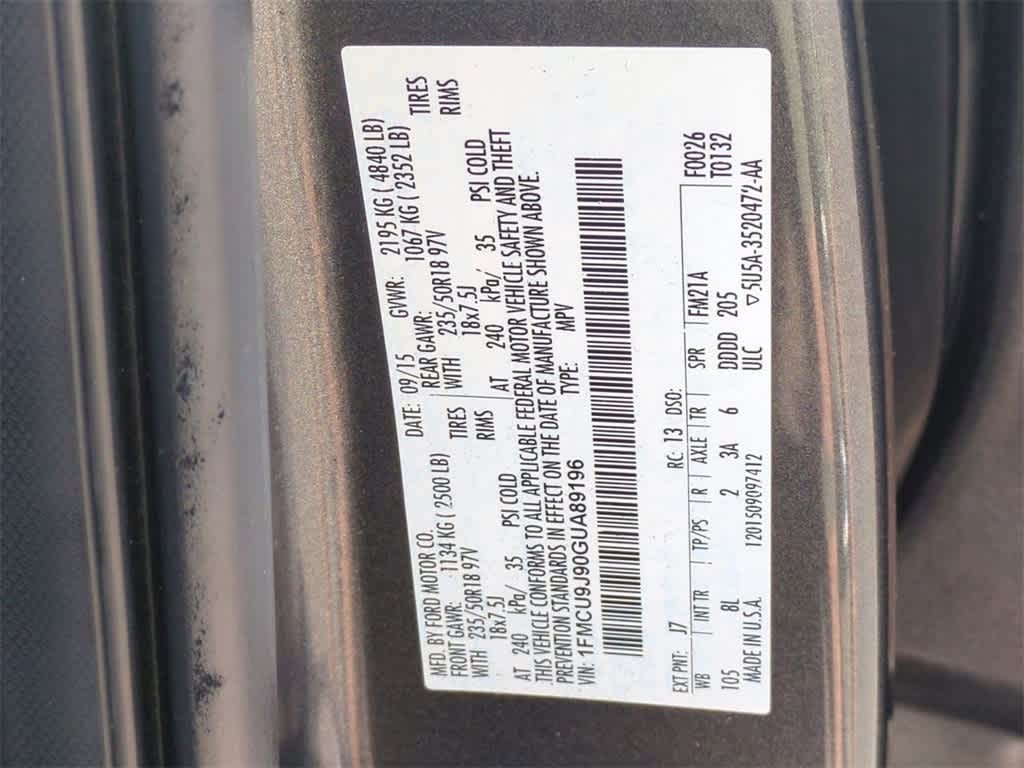 MFD. BY FORD MOTOR CO. DATE: 09/15 GVWR: 2195 KG ( 4840 LB)
FRONT GAWR: 1134 KG ( 2500 LB) REAR GAWR: 1067 KG ( 2352 LB)
WITH 235/50R18 97V TIRES WITH 235/50R18 97V TIRES
18x7.5J RIMS 18x7.5J RIMS
AT 240 kPa/ 35 PSI COLD AT 240 kPa/ 35 PSI COLD
THIS VEHICLE CONFORMS TO ALL APPLICABLE FEDERAL MOTOR VEHICLE SAFETY AND THEFT
PREVENTION STANDARDS IN EFFECT ON THE DATE OF MANUFACTURE SHOWN ABOVE.
VIN: 1FMCU9J90GUA89196 TYPE: MPV
EXT PNT: J7 RC: 13 DSO: F0026
WB INT TR TP/PS R AXLE TR SPR FM21A T0132
105 8L 2 3A 6 DDDD 205
MADE IN U.S.A. 1201509097412 ULC ▽5U5A-3520472-AA